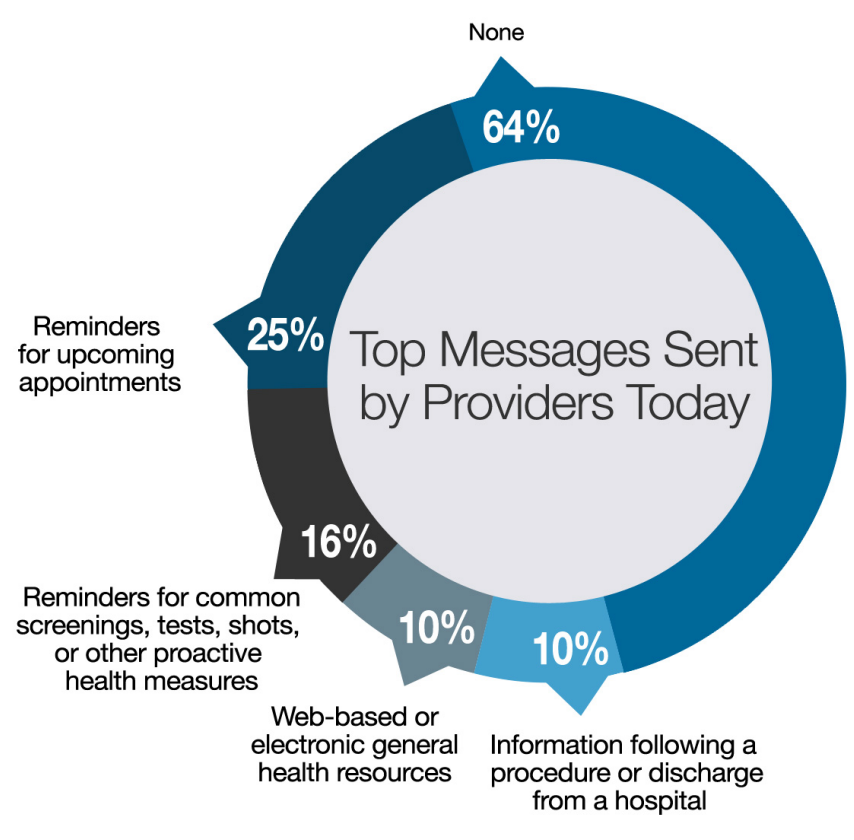 None
64%
25%
Reminders
for upcoming
appointments
Top Messages Sent
by Providers Today
16%
Reminders for common
screenings, tests, shots,
or other proactive
health measures
10%
Web-based or
electronic general
health resources
10%
Information following a
procedure or discharge
from a hospital